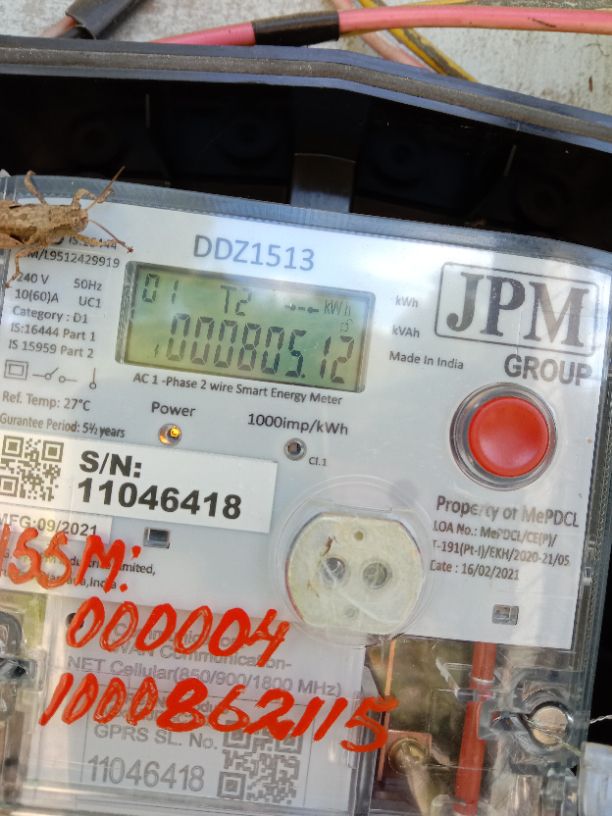 DDZ1513
M/L9512429919
240 V 50Hz
10(60)A UC1
Category : D1
IS:16444 Part 1
IS 15959 Part 2
01 T2 kWh
000805.12
kWh
kVAh
Made In India
JPM
GROUP
AC 1 -Phase 2 wire Smart Energy Meter
Ref. Temp: 27°C
Gurantee Period: 5½ years
Power
1000imp/kWh
Cl.1
S/N:
11046418
MFG:09/2021
Property of MePDCL
LOA No.: MePDCL/CE(P)/
T-191(Pt-I)/EKH/2020-21/05
Date : 16/02/2021
Limited,
India
155M:
000004
WAN Communication-
NET Cellular(850/900/1800 MHz)
1000862115
GPRS SL. No.
11046418